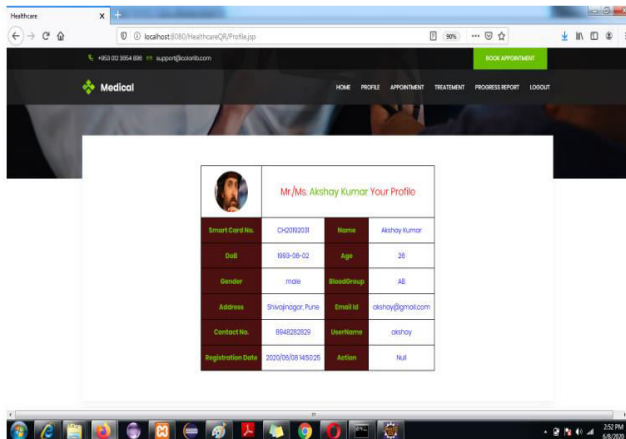 Healthcare
localhost:8080/HealthcareQR/Profile.jsp
90%
+953 012 3654 896 support@colorlib.com
BOOK APPOINTMENT
Medical
HOME PROFILE APPOINTMENT TREATEMENT PROGRESS REPORT LOGOUT
Mr./Ms. Akshay Kumar Your Profile
Smart Card No. CH20192031 Name Akshay Kumar
DoB 1993-08-02 Age 26
Gender male BloodGroup AB
Address Shivajinagar, Pune Email Id akshay@gmail.com
Contact No. 8948282829 UserName akshay
Registration Date 2020/06/08 14:50:25 Action Null
2:52 PM
6/8/2020